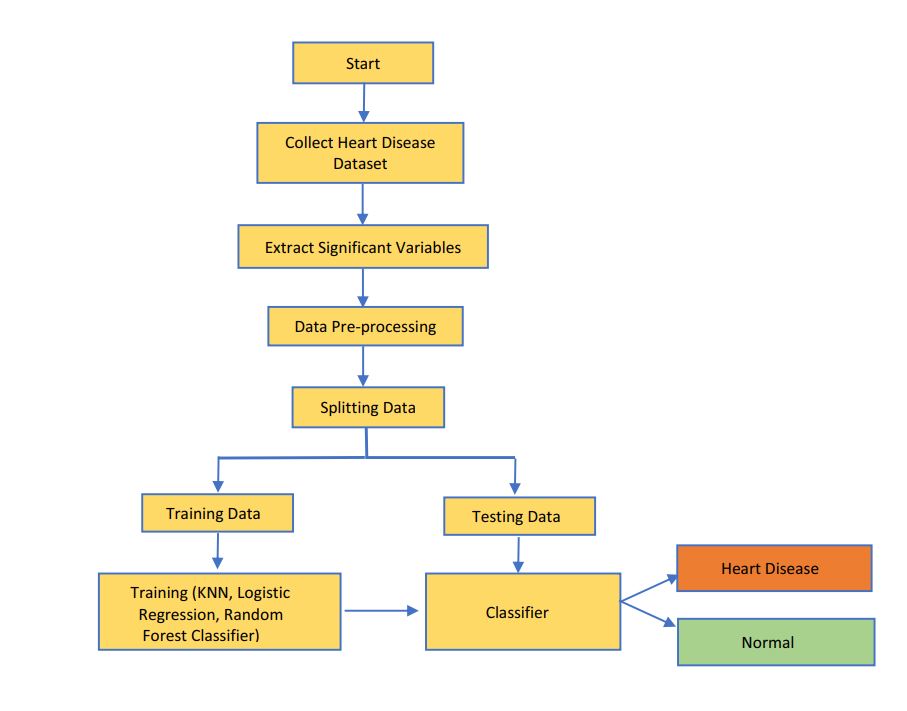 Start
Collect Heart Disease
Dataset
Extract Significant Variables
Data Pre-processing
Splitting Data
Training Data
Testing Data
Training (KNN, Logistic
Regression, Random
Forest Classifier)
Classifier
Heart Disease
Normal